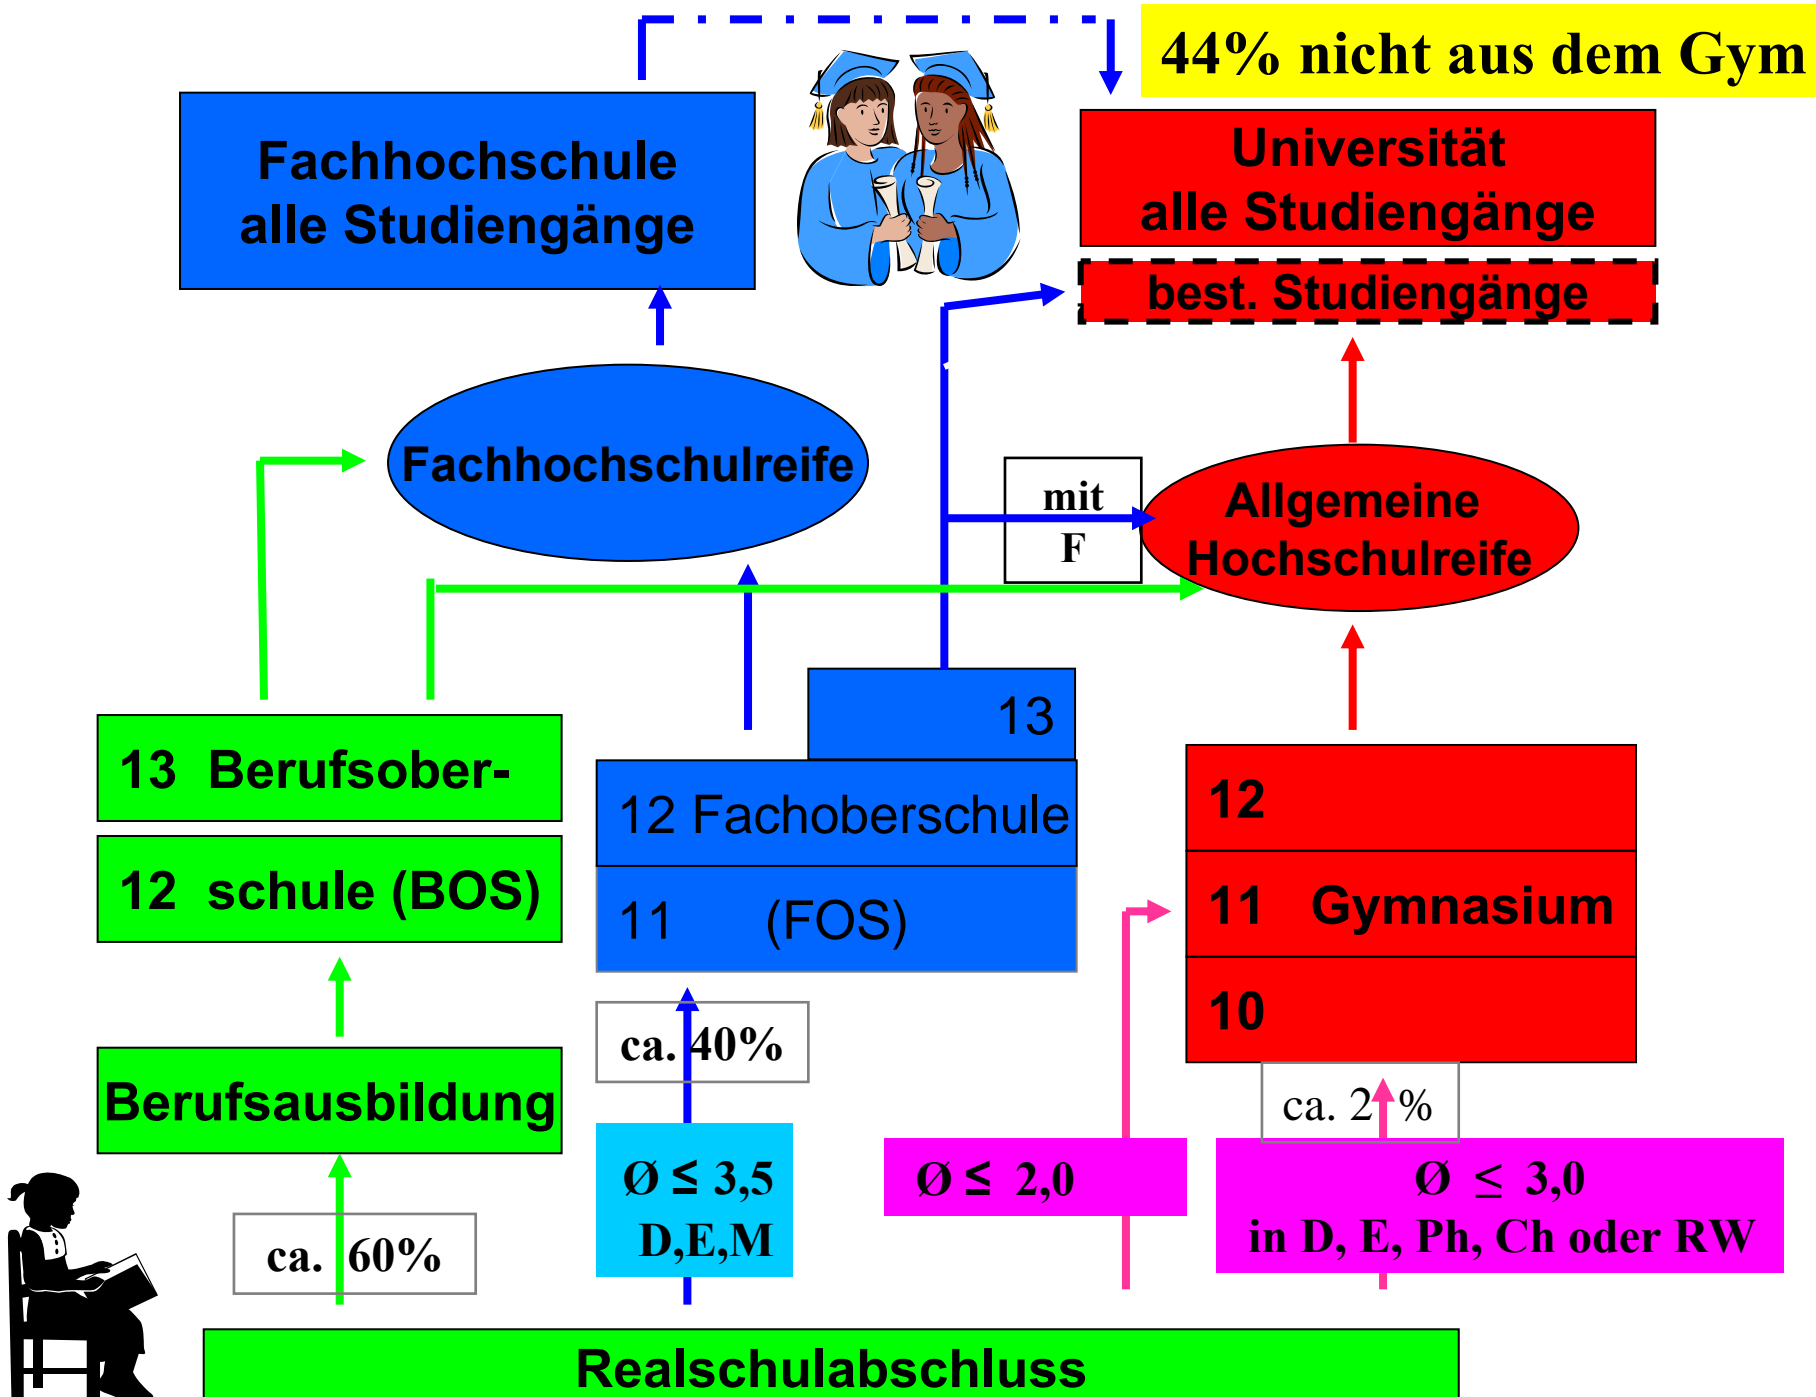 44% nicht aus dem Gym
Fachhochschule
alle Studiengänge
Universität
alle Studiengänge
best. Studiengänge
Fachhochschulreife
mit
F
Allgemeine
Hochschulreife
13
13 Berufsober-
12 schule (BOS)
12 Fachoberschule
11 (FOS)
12
11 Gymnasium
10
ca. 40%
ca. 2 %
Berufsausbildung
Ø ≤ 3,5
D,E,M
Ø ≤ 2,0
Ø ≤ 3,0
in D, E, Ph, Ch oder RW
ca. 60%
Realschulabschluss